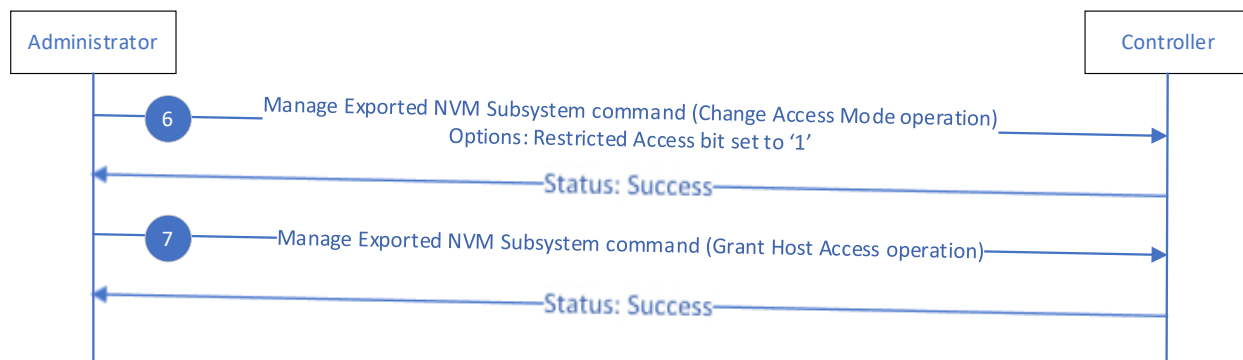 Administrator
Controller
6
Manage Exported NVM Subsystem command (Change Access Mode operation)
Options: Restricted Access bit set to ‘1’
Status: Success
7
Manage Exported NVM Subsystem command (Grant Host Access operation)
Status: Success